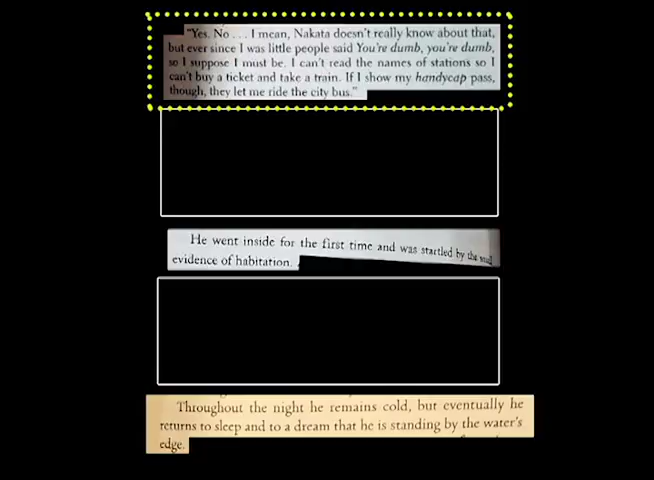 "Yes. No . . . I mean, Nakata doesn't really know about that,
but ever since I was little people said You're dumb, you're dumb,
so I suppose I must be. I can't read the names of stations so I
can't buy a ticket and take a train. If I show my handycap pass,
though, they let me ride the city bus."
He went inside for the first time and was startled by the
evidence of habitation.
Throughout the night he remains cold, but eventually he
returns to sleep and to a dream that he is standing by the water's
edge.